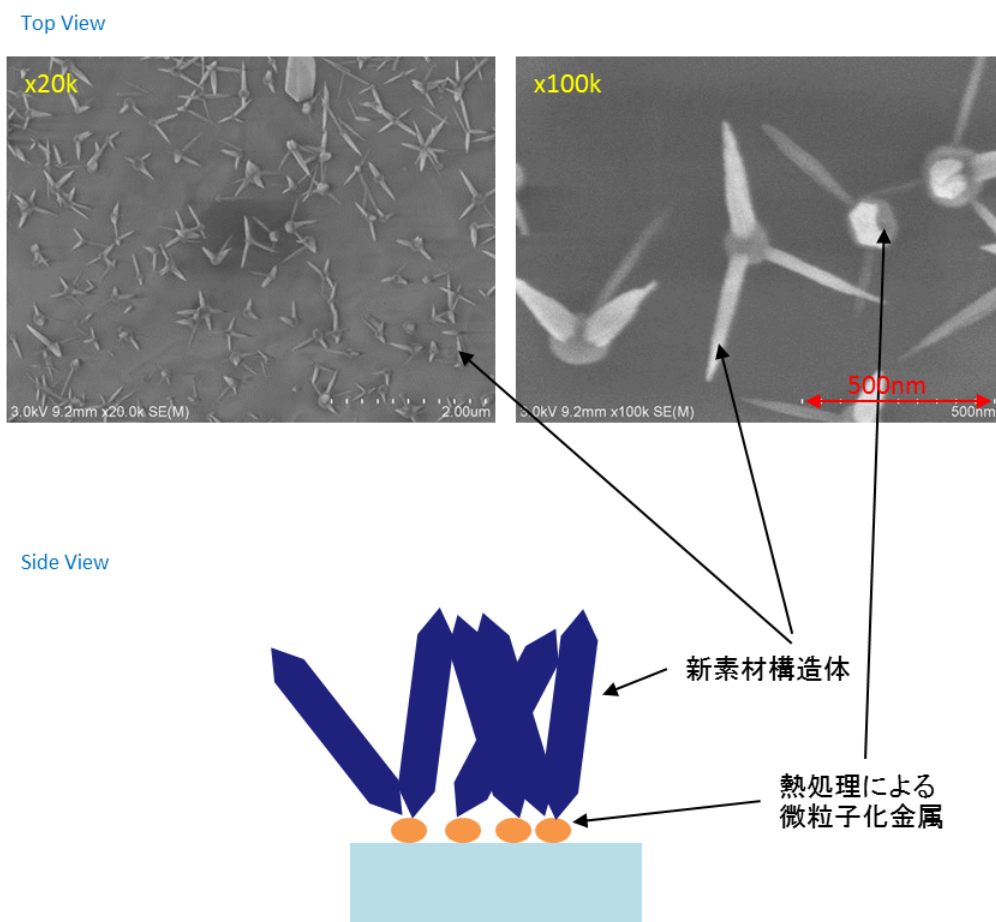 Top View
x20k
x100k
500nm
3.0kV 9.2mm x20.0k SE(M)
2.00um
3.0kV 9.2mm x100k SE(M)
500nm
Side View
新素材構造体
熱処理による
微粒子化金属